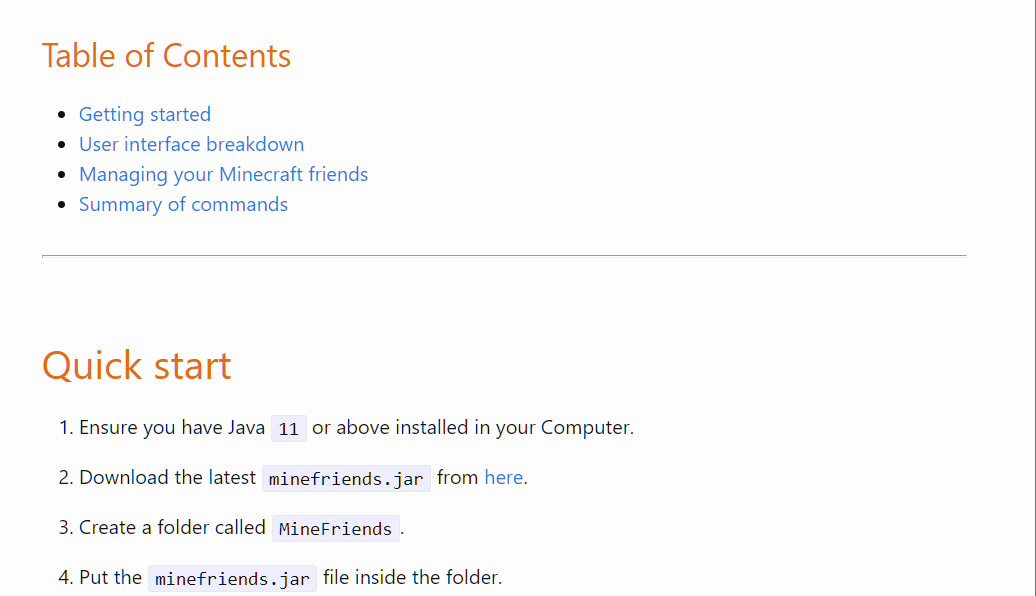 Table of Contents
Getting started
User interface breakdown
Managing your Minecraft friends
Summary of commands
Quick start
1. Ensure you have Java 11 or above installed in your Computer.
2. Download the latest minefriends.jar from here.
3. Create a folder called MineFriends.
4. Put the minefriends.jar file inside the folder.